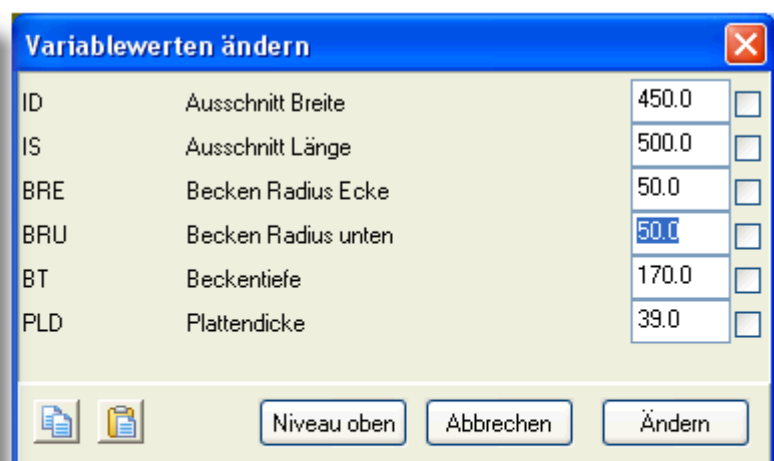 Variablewerten ändern
ID Ausschnitt Breite 450.0
IS Ausschnitt Länge 500.0
BRE Becken Radius Ecke 50.0
BRU Becken Radius unten 50.0
BT Beckentiefe 170.0
PLD Plattendicke 39.0
Niveau oben Abbrechen Ändern